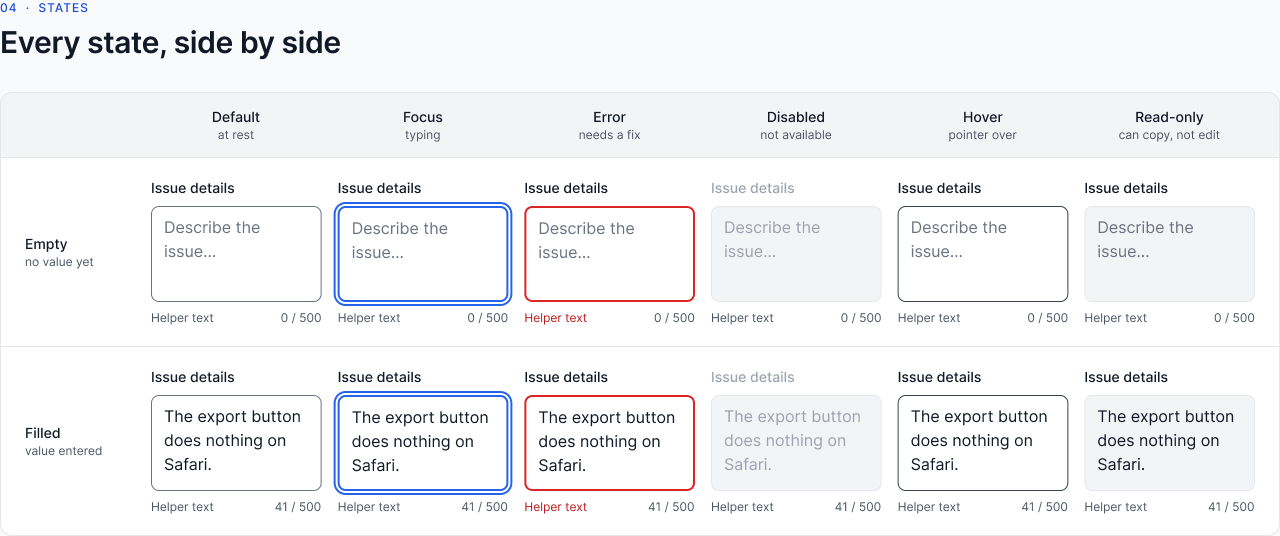 04 · STATES
Every state, side by side
Default
at rest
Focus
typing
Error
needs a fix
Disabled
not available
Hover
pointer over
Read-only
can copy, not edit
Empty
no value yet
Issue details
Describe the
issue...
Helper text 0 / 500
Issue details
Describe the
issue...
Helper text 0 / 500
Issue details
Describe the
issue...
Helper text 0 / 500
Issue details
Describe the
issue...
Helper text 0 / 500
Issue details
Describe the
issue...
Helper text 0 / 500
Issue details
Describe the
issue...
Helper text 0 / 500
Filled
value entered
Issue details
The export button
does nothing on
Safari.
Helper text 41 / 500
Issue details
The export button
does nothing on
Safari.
Helper text 41 / 500
Issue details
The export button
does nothing on
Safari.
Helper text 41 / 500
Issue details
The export button
does nothing on
Safari.
Helper text 41 / 500
Issue details
The export button
does nothing on
Safari.
Helper text 41 / 500
Issue details
The export button
does nothing on
Safari.
Helper text 41 / 500